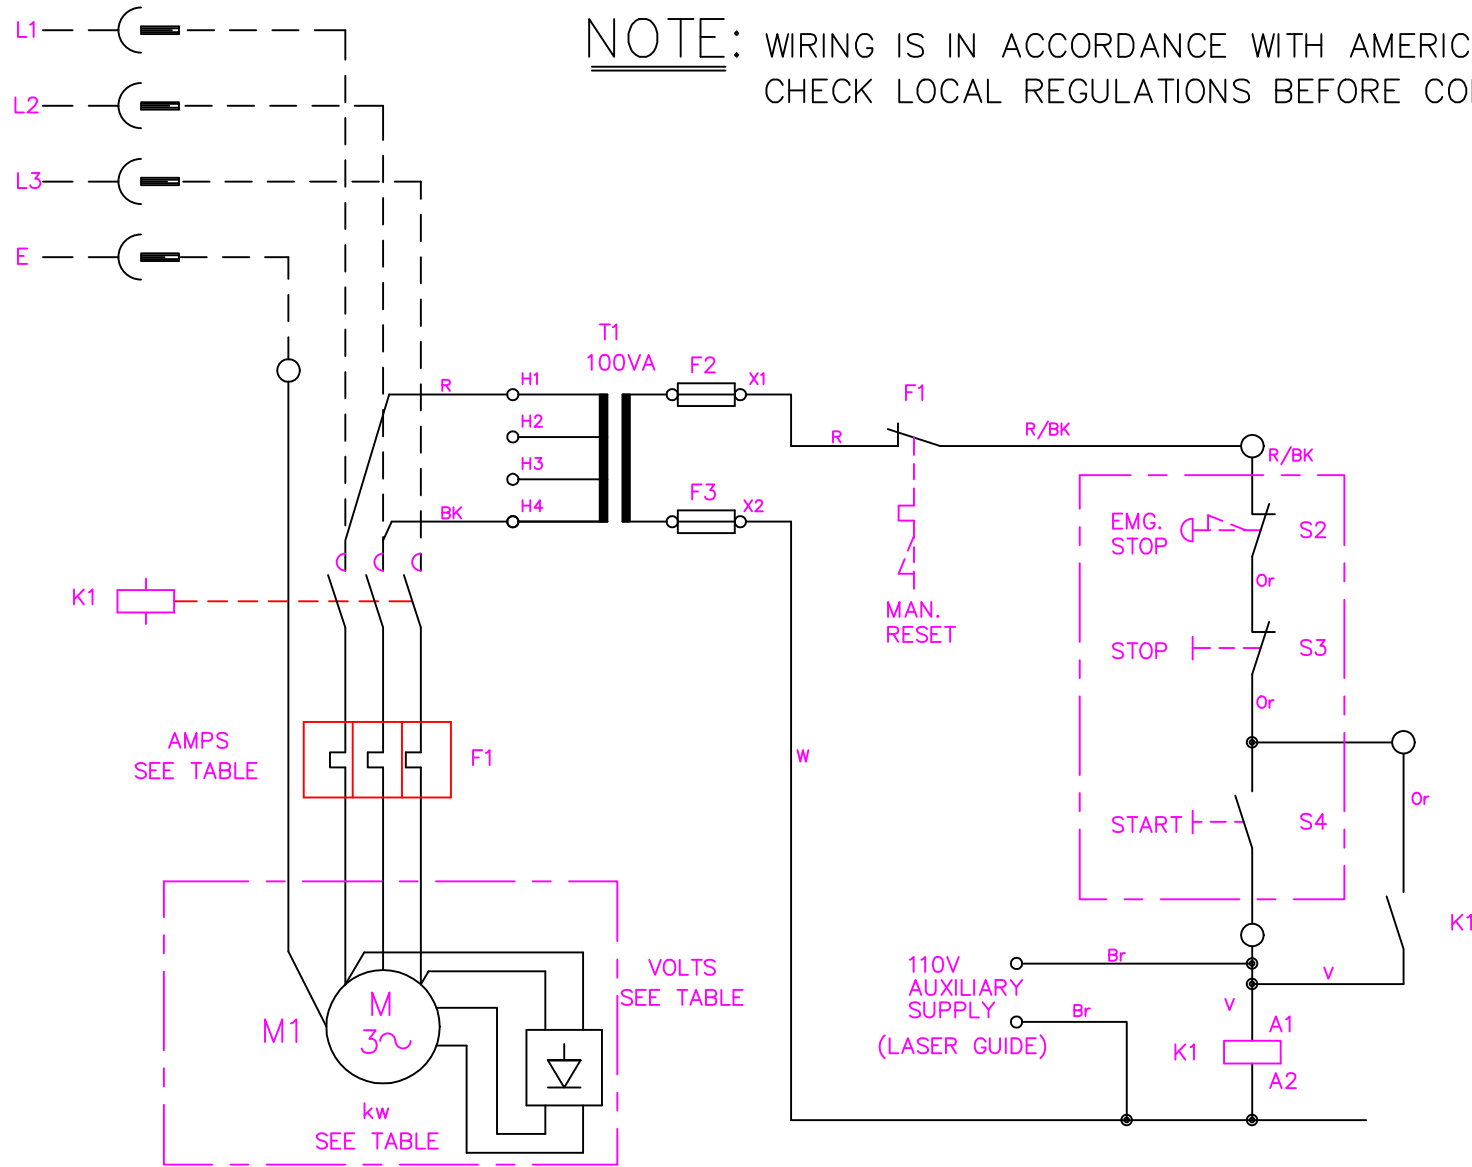 L1
L2
L3
E
NOTE: WIRING IS IN ACCORDANCE WITH AMERIC
CHECK LOCAL REGULATIONS BEFORE CO
T1
100VA
R
H1
H2
H3
BK
H4
F2
X1
F3
X2
R
F1
R/BK
R/BK
MAN.
RESET
EMG.
STOP
S2
Or
STOP
S3
Or
START
S4
Or
K1
K1
AMPS
SEE TABLE
F1
W
VOLTS
SEE TABLE
M1
M
3~
kw
SEE TABLE
110V
AUXILIARY
SUPPLY
(LASER GUIDE)
Br
Br
V
V
A1
K1
A2